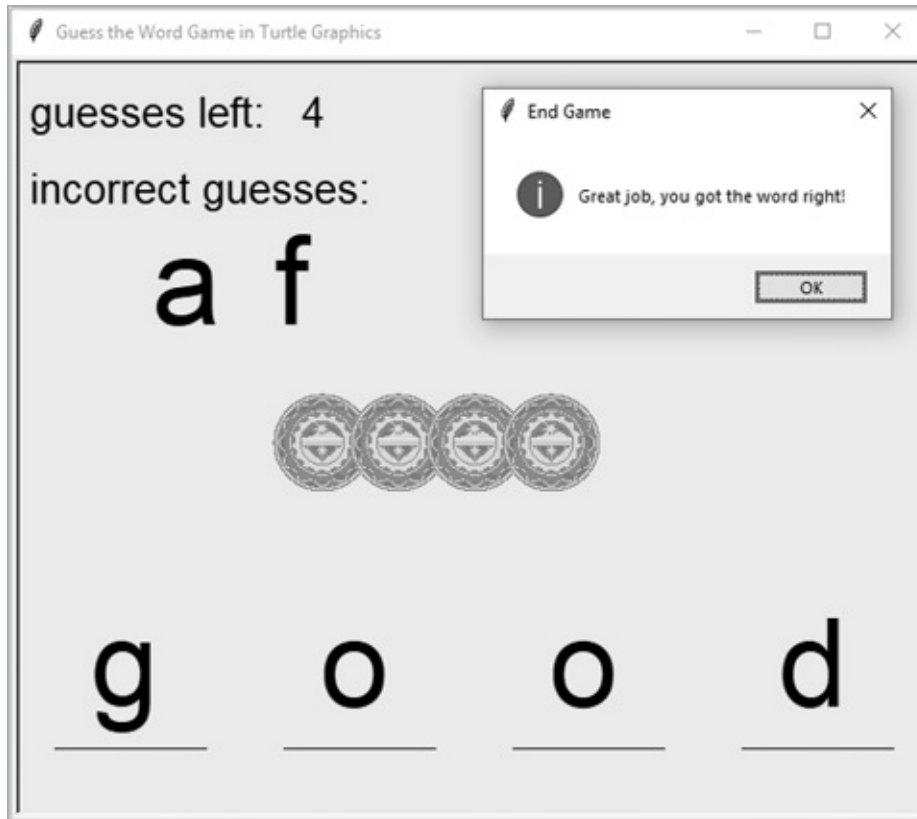 Guess the Word Game in Turtle Graphics
guesses left: 4
End Game
incorrect guesses:
Great job, you got the word right!
a f
OK
g o o d